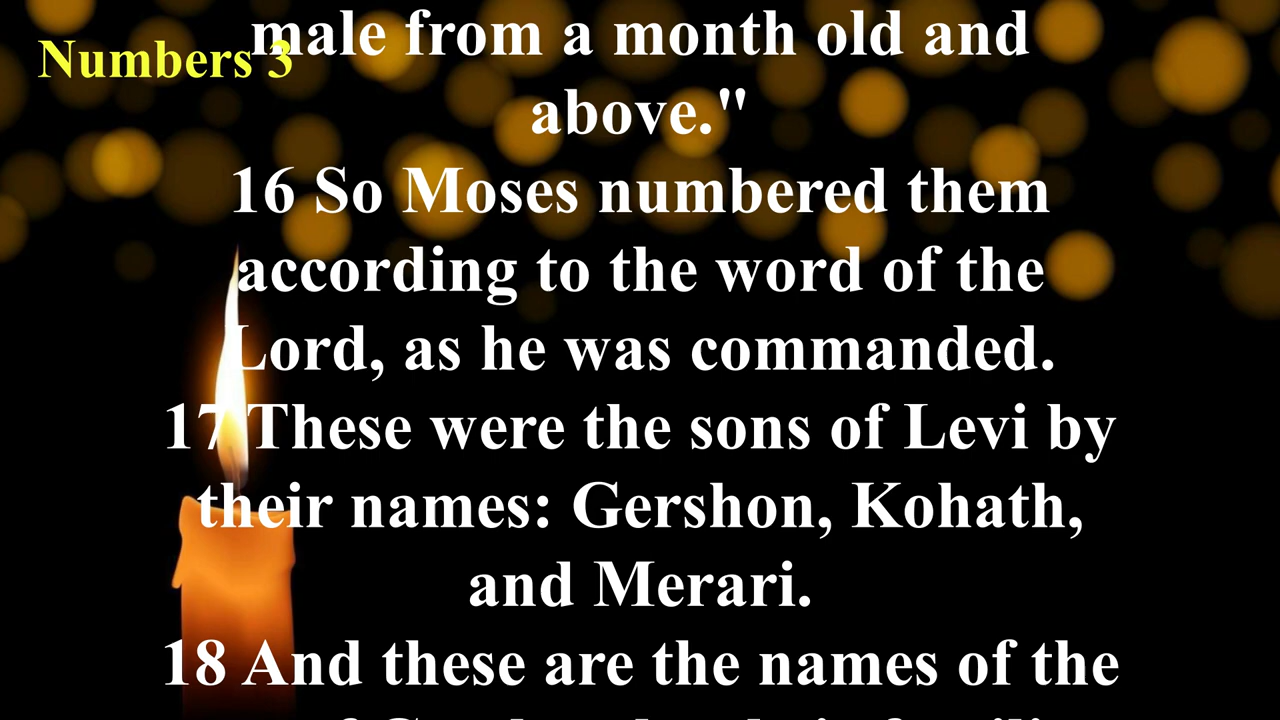 Numbers 3
male from a month old and
above."
16 So Moses numbered them
according to the word of the
Lord, as he was commanded.
17 These were the sons of Levi by
their names: Gershon, Kohath,
and Merari.
18 And these are the names of the